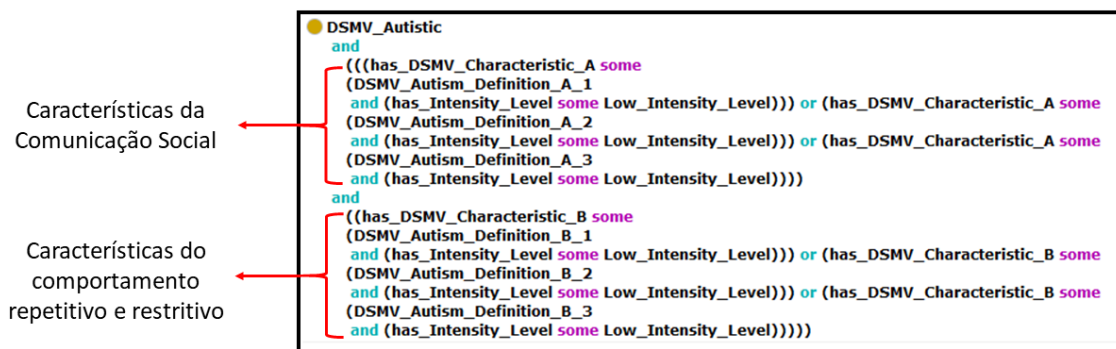 DSMV_Autistic
and
(((has_DSMV_Characteristic_A some
(DSMV_Autism_Definition_A_1
and (has_Intensity_Level some Low_Intensity_Level))) or (has_DSMV_Characteristic_A some
(DSMV_Autism_Definition_A_2
and (has_Intensity_Level some Low_Intensity_Level))) or (has_DSMV_Characteristic_A some
(DSMV_Autism_Definition_A_3
and (has_Intensity_Level some Low_Intensity_Level))))
and
((has_DSMV_Characteristic_B some
(DSMV_Autism_Definition_B_1
and (has_Intensity_Level some Low_Intensity_Level))) or (has_DSMV_Characteristic_B some
(DSMV_Autism_Definition_B_2
and (has_Intensity_Level some Low_Intensity_Level))) or (has_DSMV_Characteristic_B some
(DSMV_Autism_Definition_B_3
and (has_Intensity_Level some Low_Intensity_Level)))))
Característícas da
Comunicação Social
Característícas do
comportamento
repetitivo e restritivo